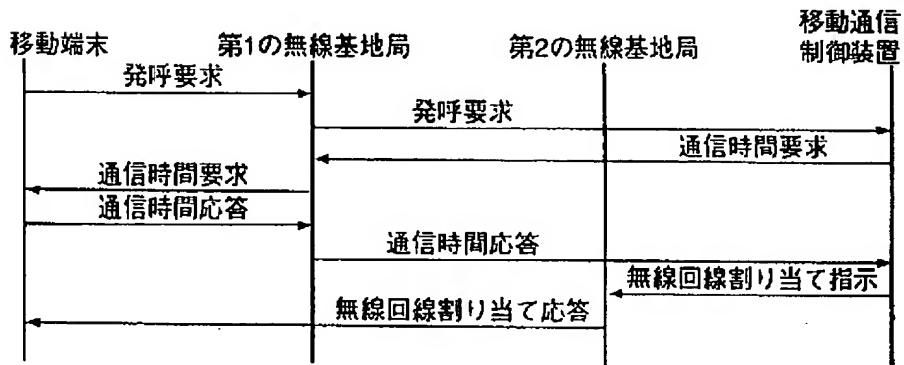 移動端末
第1の無線基地局
第2の無線基地局
移動通信
制御装置
発呼要求
発呼要求
通信時間要求
通信時間要求
通信時間応答
通信時間応答
無線回線割り当て指示
無線回線割り当て応答